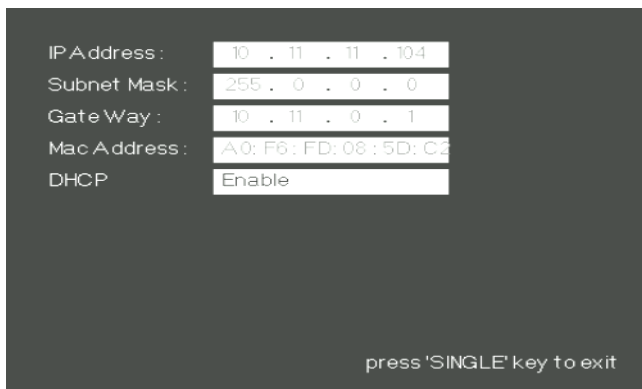 IP Address : 10 . 11 . 11 . 104
Subnet Mask : 255 . 0 . 0 . 0
Gate Way : 10 . 11 . 0 . 1
Mac Address : A0: F6 : FD: 08 : 5D: C2
DHCP Enable
press 'SINGLE' key to exit